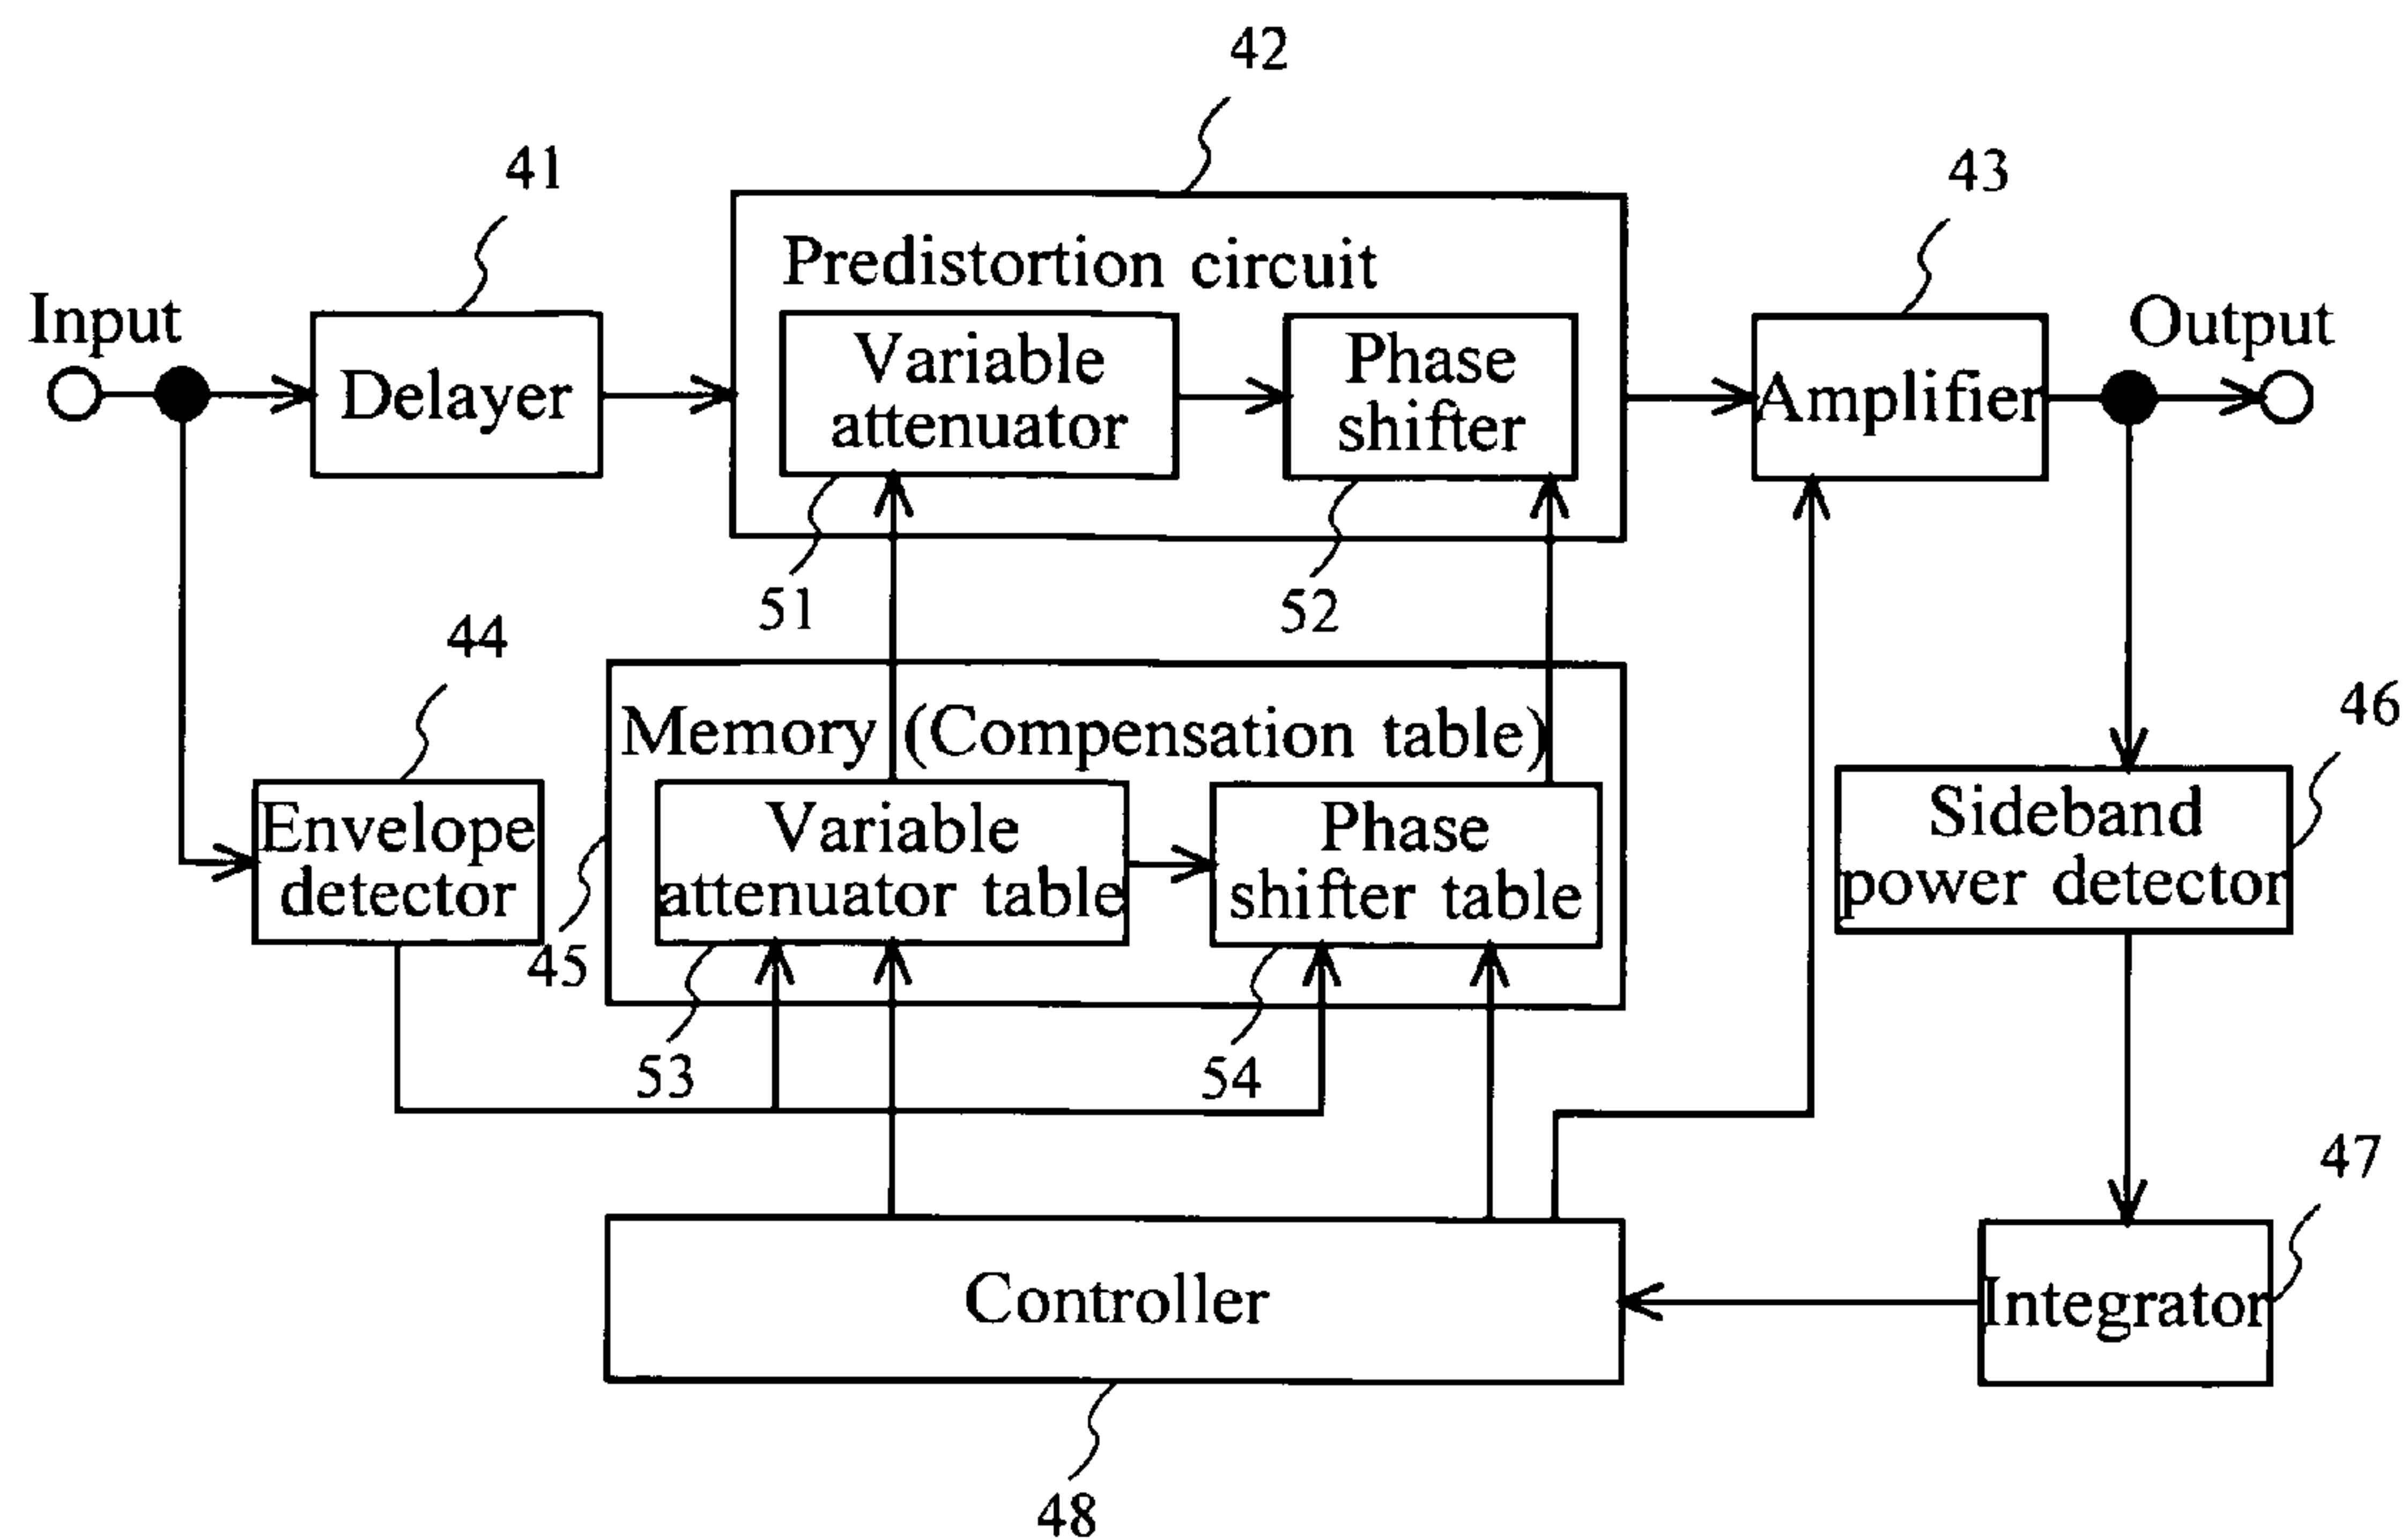 42
41
43
Predistortion circuit
Input
Output
Delayer
Variable
attenuator
Phase
shifter
Amplifier
51
52
44
46
Memory (Compensation table)
Envelope
detector
Variable
attenuator table
Phase
shifter table
Sideband
power detector
45
53
54
47
Controller
Integrator
48